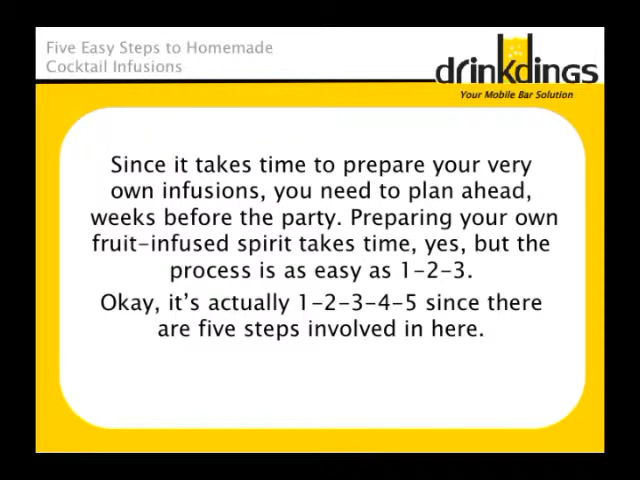 Five Easy Steps to Homemade
Cocktail Infusions
drinkdings
Your Mobile Bar Solution
Since it takes time to prepare your very
own infusions, you need to plan ahead,
weeks before the party. Preparing your own
fruit-infused spirit takes time, yes, but the
process is as easy as 1-2-3.
Okay, it's actually 1-2-3-4-5 since there
are five steps involved in here.